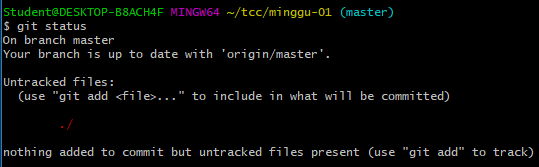 Student@DESKTOP-B8ACH4F MINGW64 ~/tcc/minggu-01 (master)
$ git status
On branch master
Your branch is up to date with 'origin/master'.
Untracked files:
  (use "git add <file>..." to include in what will be committed)
        ./
nothing added to commit but untracked files present (use "git add" to track)